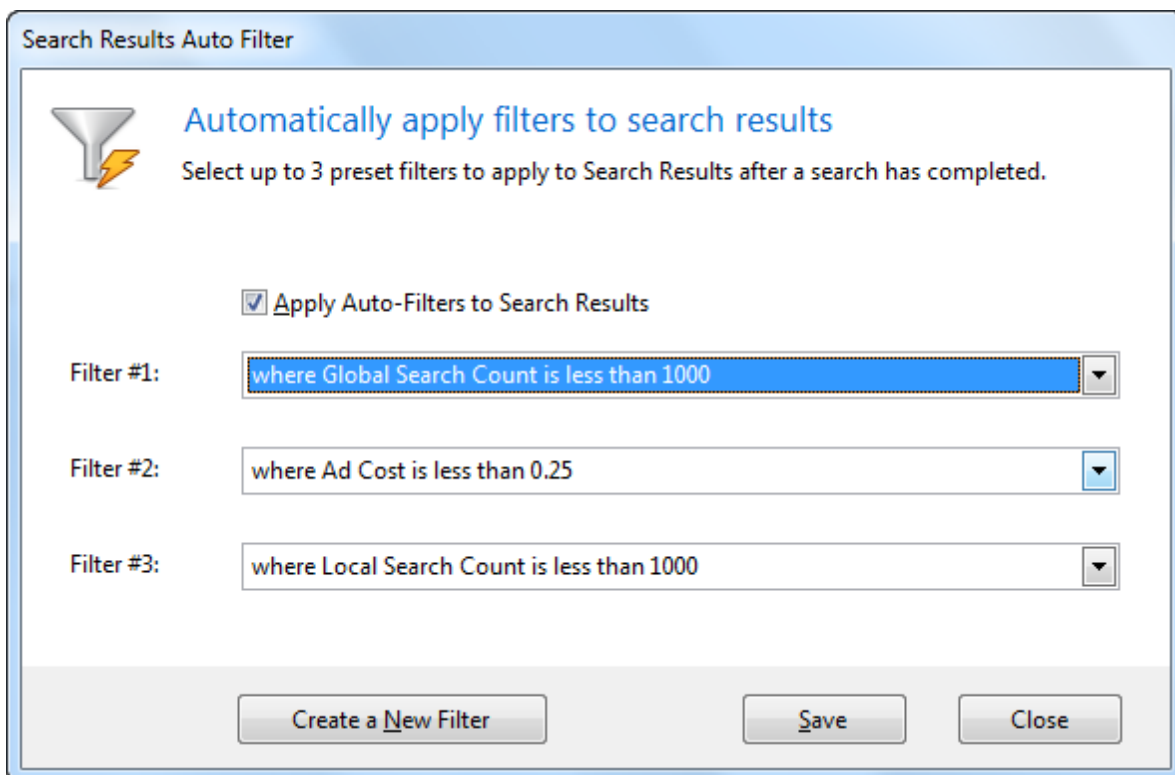 Search Results Auto Filter
Automatically apply filters to search results
Select up to 3 preset filters to apply to Search Results after a search has completed.
Apply Auto-Filters to Search Results
Filter #1: where Global Search Count is less than 1000
Filter #2: where Ad Cost is less than 0.25
Filter #3: where Local Search Count is less than 1000
Create a New Filter Save Close